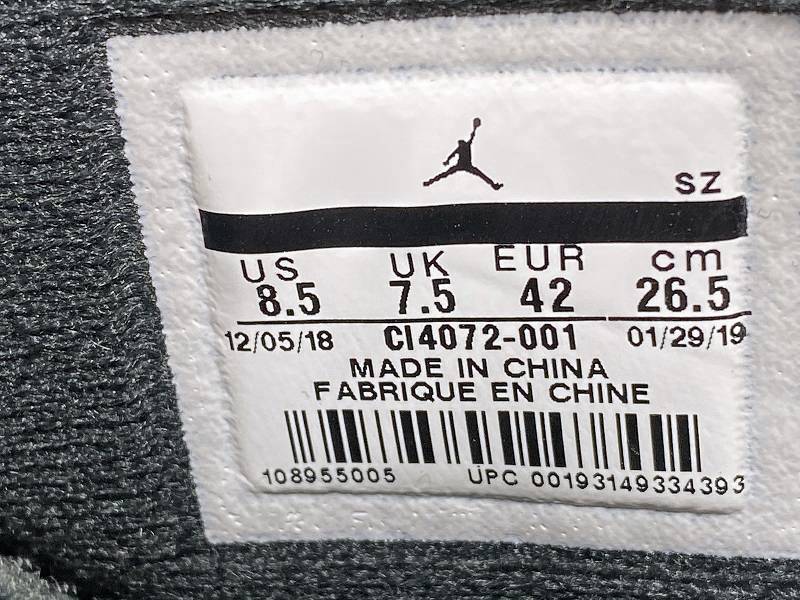 SZ
US UK EUR cm
8.5 7.5 42 26.5
12/05/18 CI4072-001 01/29/19
MADE IN CHINA
FABRIQUE EN CHINE
108955005 UPC 00193149334393